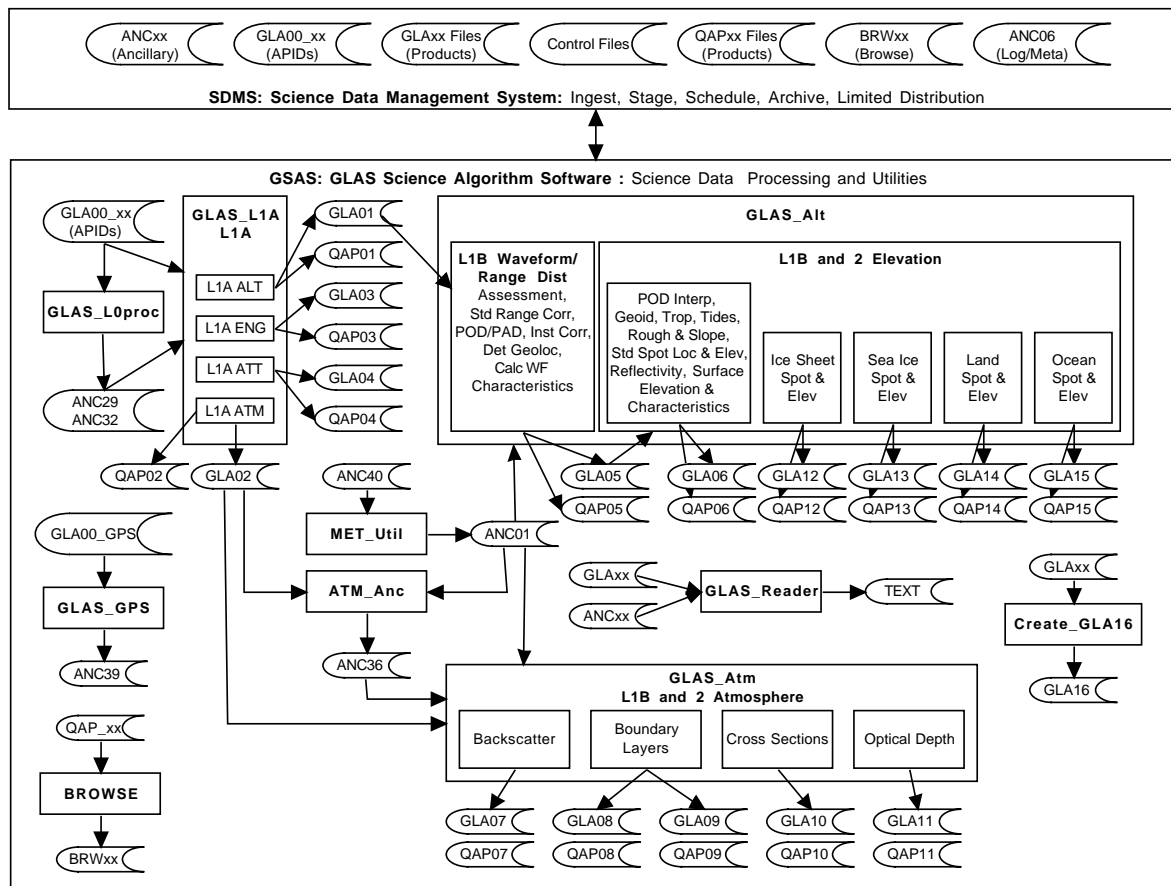 ANCxx
(Ancillary)
GLA00_xx
(APIDs)
GLAxx Files
(Products)
Control Files
QAPxx Files
(Products)
BRWxx
(Browse)
ANC06
(Log/Meta)
SDMS: Science Data Management System: Ingest, Stage, Schedule, Archive, Limited Distribution
GSAS: GLAS Science Algorithm Software : Science Data Processing and Utilities
GLA00_xx
(APIDs)
GLAS_L0proc
ANC29
ANC32
GLAS_L1A
L1A
L1A ALT
L1A ENG
L1A ATT
L1A ATM
GLA01
QAP01
GLA03
QAP03
GLA04
QAP04
QAP02
GLA02
GLAS_Alt
L1B Waveform/
Range Dist
Assessment,
Std Range Corr,
POD/PAD, Inst Corr,
Det Geoloc,
Calc WF
Characteristics
L1B and 2 Elevation
POD Interp,
Geoid, Trop, Tides,
Rough & Slope,
Std Spot Loc & Elev,
Reflectivity, Surface
Elevation &
Characteristics
Ice Sheet
Spot &
Elev
Sea Ice
Spot &
Elev
Land
Spot &
Elev
Ocean
Spot &
Elev
GLA05
QAP05
GLA06
QAP06
GLA12
QAP12
GLA13
QAP13
GLA14
QAP14
GLA15
QAP15
ANC40
MET_Util
ANC01
ATM_Anc
ANC36
GLA00_GPS
GLAS_GPS
ANC39
QAP_xx
BROWSE
BRWxx
GLAxx
ANCxx
GLAS_Reader
TEXT
GLAxx
Create_GLA16
GLA16
GLAS_Atm
L1B and 2 Atmosphere
Backscatter
Boundary
Layers
Cross Sections
Optical Depth
GLA07
QAP07
GLA08
QAP08
GLA09
QAP09
GLA10
QAP10
GLA11
QAP11